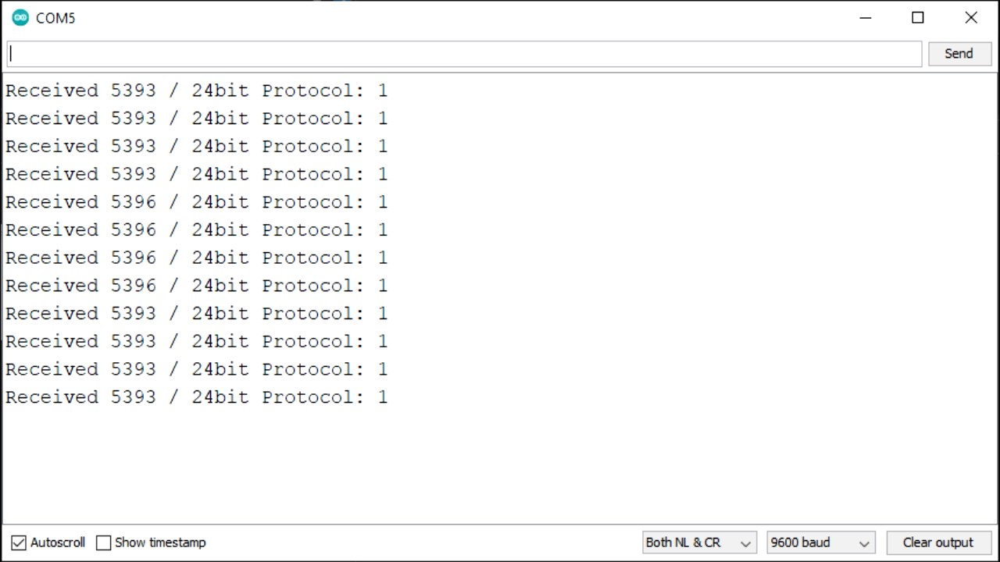 COM5
Send
Received 5393 / 24bit Protocol: 1
Received 5393 / 24bit Protocol: 1
Received 5393 / 24bit Protocol: 1
Received 5393 / 24bit Protocol: 1
Received 5396 / 24bit Protocol: 1
Received 5396 / 24bit Protocol: 1
Received 5396 / 24bit Protocol: 1
Received 5396 / 24bit Protocol: 1
Received 5393 / 24bit Protocol: 1
Received 5393 / 24bit Protocol: 1
Received 5393 / 24bit Protocol: 1
Received 5393 / 24bit Protocol: 1
Autoscroll Show timestamp Both NL & CR 9600 baud Clear output